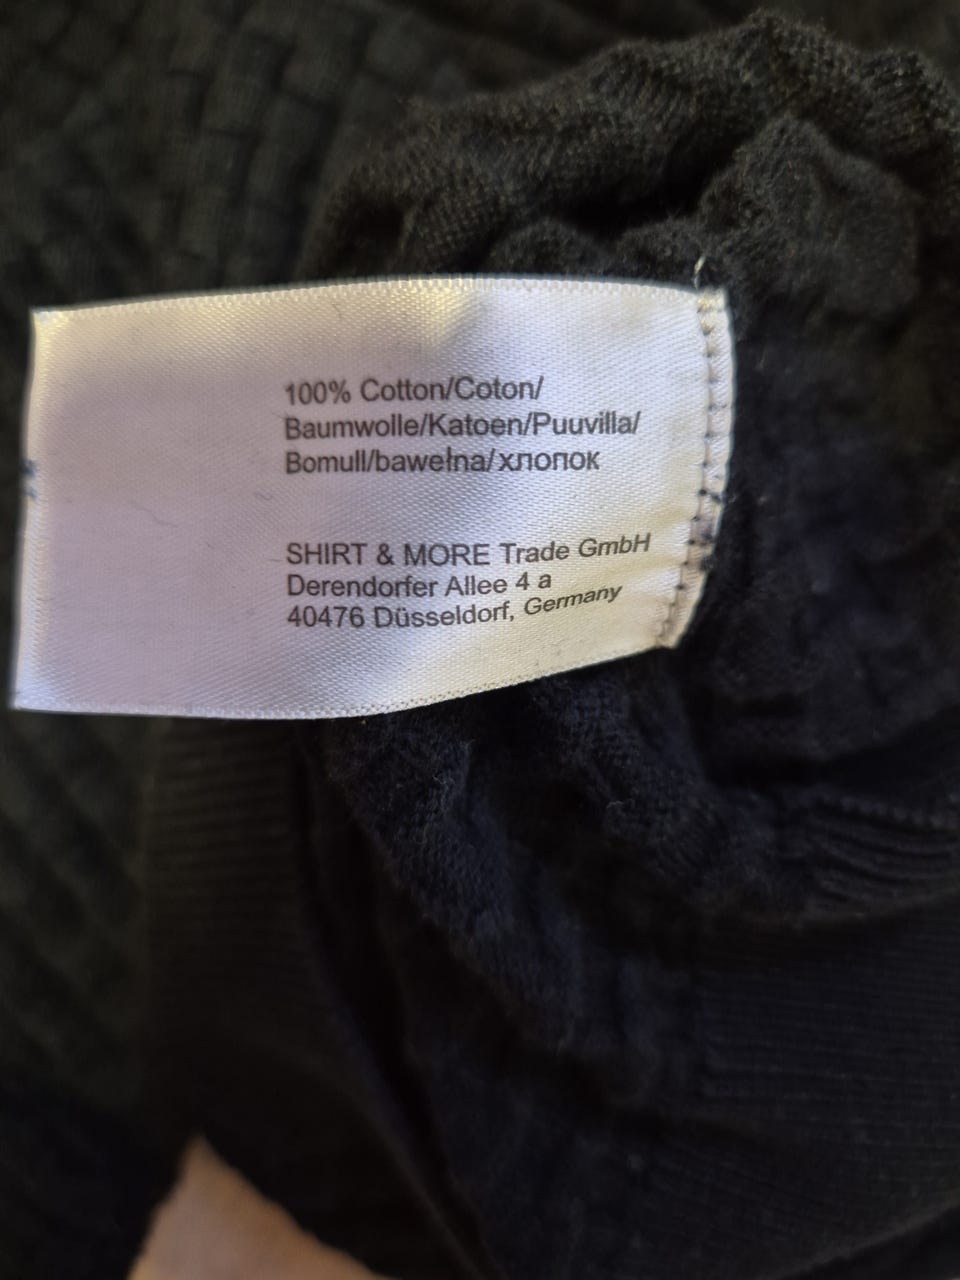 100% Cotton/Coton/
Baumwolle/Katoen/Puuvilla/
Bomull/bawełna/хлопок
SHIRT & MORE Trade GmbH
Derendorfer Allee 4 a
40476 Düsseldorf, Germany